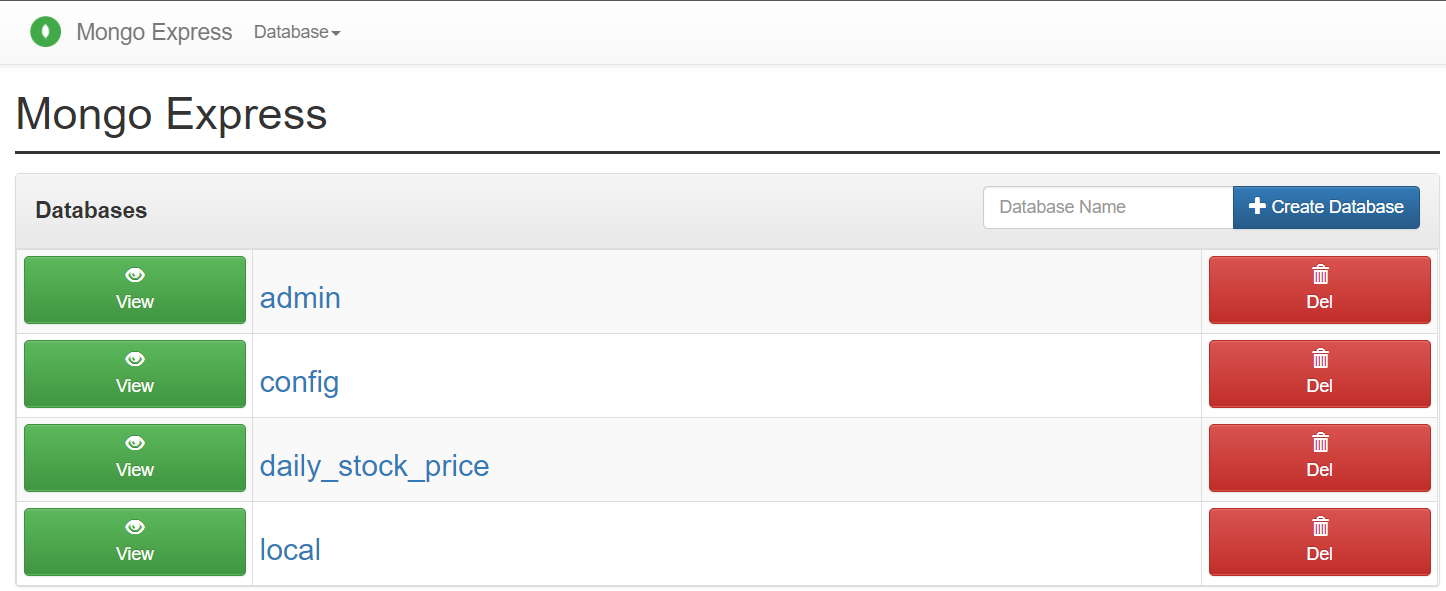 Mongo Express Database
Mongo Express
Databases Database Name Create Database
View admin Del
View config Del
View daily_stock_price Del
View local Del